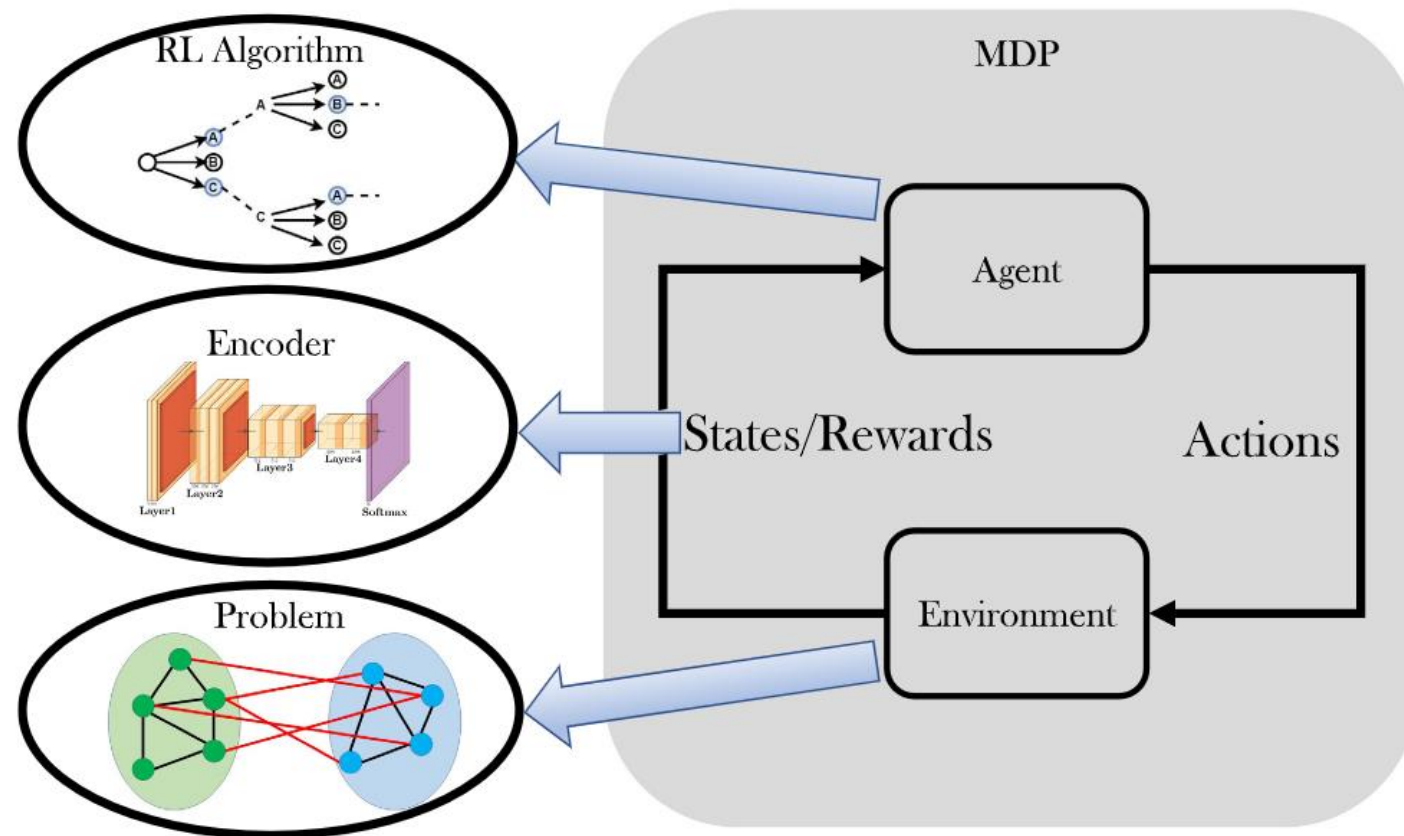 RL Algorithm
A
A
B
C
A
B
C
C
A
B
C
Encoder
Layer1
Layer2
Layer3
Layer4
Softmax
Problem
MDP
Agent
States/Rewards
Actions
Environment